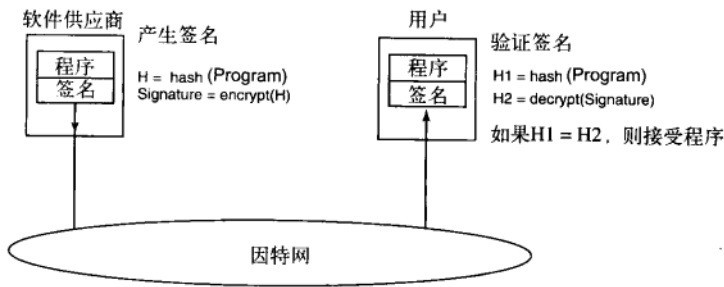 软件供应商
产生签名
程序
签名
H = hash (Program)
Signature = encrypt(H)
用户
验证签名
程序
签名
H1 = hash (Program)
H2 = decrypt(Signature)
如果H1 = H2，则接受程序
因特网